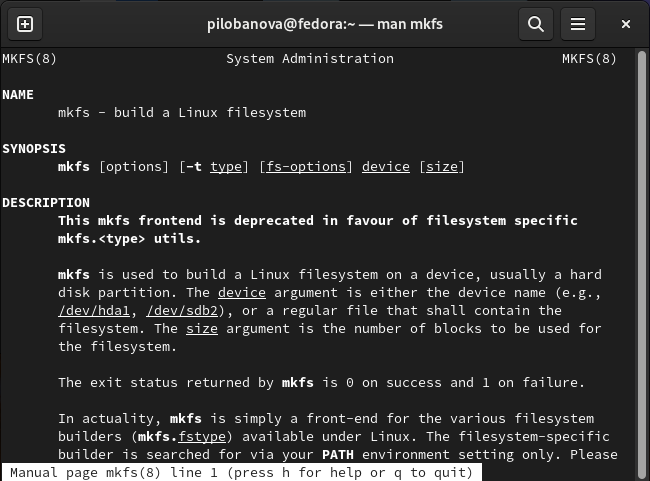 pilobanova@fedora:~ — man mkfs
MKFS(8) System Administration MKFS(8)
NAME
mkfs - build a Linux filesystem
SYNOPSIS
mkfs [options] [-t type] [fs-options] device [size]
DESCRIPTION
This mkfs frontend is deprecated in favour of filesystem specific
mkfs.<type> utils.
mkfs is used to build a Linux filesystem on a device, usually a hard
disk partition. The device argument is either the device name (e.g.,
/dev/hda1, /dev/sdb2), or a regular file that shall contain the
filesystem. The size argument is the number of blocks to be used for
the filesystem.
The exit status returned by mkfs is 0 on success and 1 on failure.
In actuality, mkfs is simply a front-end for the various filesystem
builders (mkfs.fstype) available under Linux. The filesystem-specific
builder is searched for via your PATH environment setting only. Please
Manual page mkfs(8) line 1 (press h for help or q to quit)